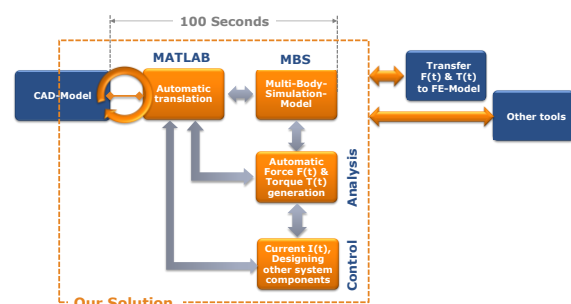 100 Seconds
MATLAB
MBS
CAD-Model
Automatic
translation
Multi-Body-
Simulation-
Model
Transfer
F(t) & T(t)
to FE-Model
Other tools
Automatic
Force F(t) &
Torque T(t)
generation
Analysis
Current I(t),
Designing
other system
components
Control
Our Solution